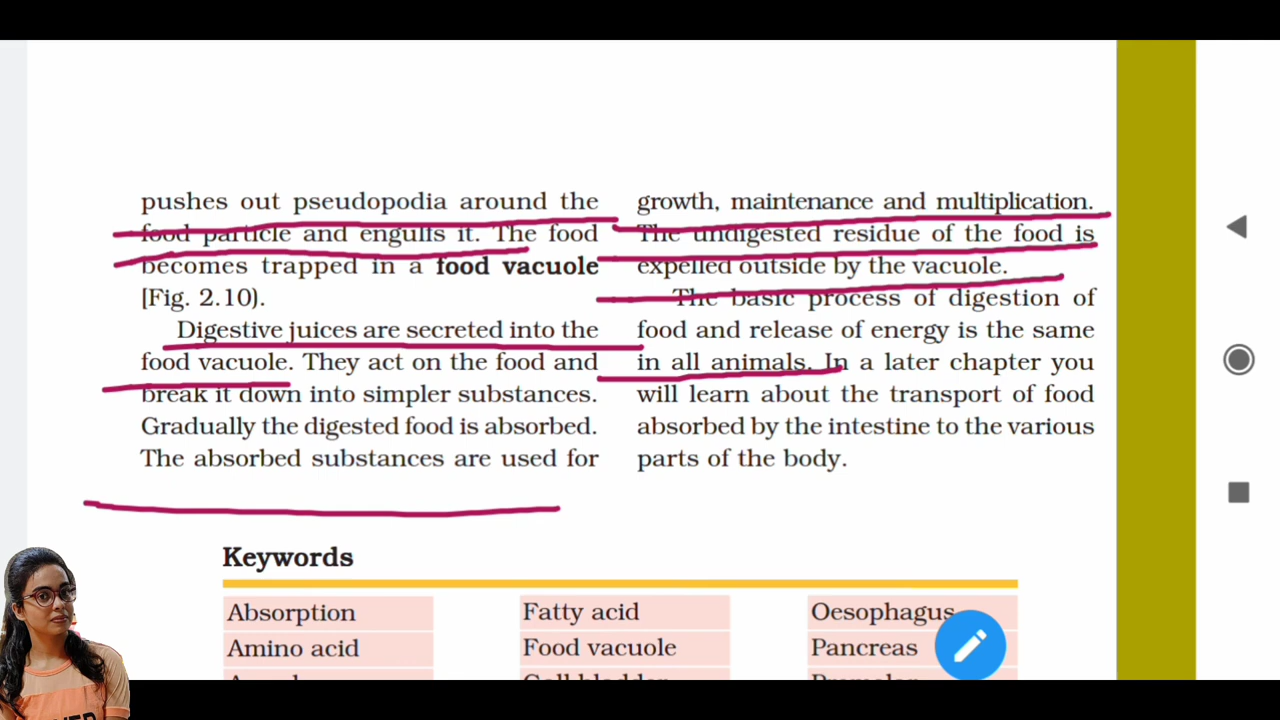 pushes out pseudopodia around the
food particle and engulfs it. The food
becomes trapped in a food vacuole
[Fig. 2.10).
Digestive juices are secreted into the
food vacuole. They act on the food and
break it down into simpler substances.
Gradually the digested food is absorbed.
The absorbed substances are used for
growth, maintenance and multiplication.
The undigested residue of the food is
expelled outside by the vacuole.
The basic process of digestion of
food and release of energy is the same
in all animals. In a later chapter you
will learn about the transport of food
absorbed by the intestine to the various
parts of the body.
Keywords
Absorption
Amino acid
Fatty acid
Food vacuole
Oesophagus
Pancreas